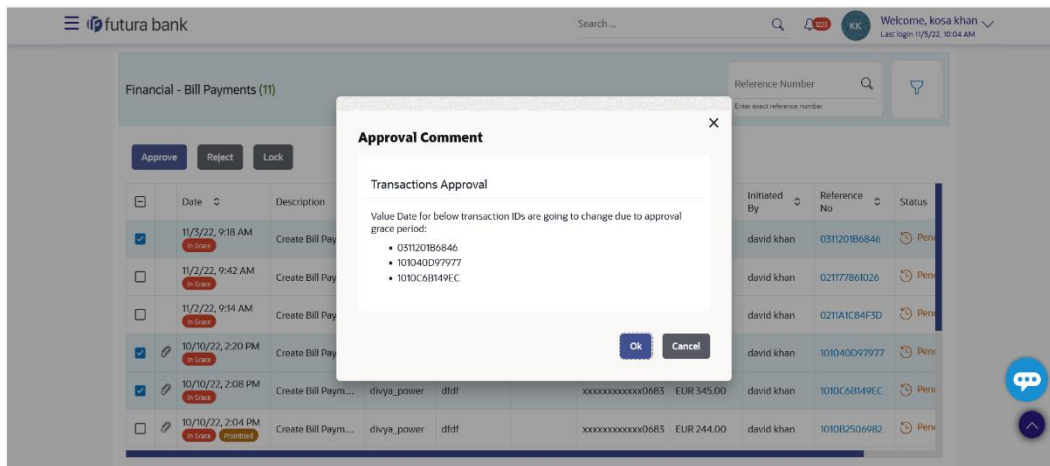 futura bank
Search ...
1223
KK
Welcome, kosa khan
Last login 11/5/22, 10:04 AM
Financial - Bill Payments (11)
Reference Number
Enter exact reference number
Approve Reject Lock
Date Description Initiated By Reference No Status
11/3/22, 9:18 AM In Grace Create Bill Pay david khan 0311201B6846
11/2/22, 9:42 AM In Grace Create Bill Pay david khan 021177861026
11/2/22, 9:14 AM In Grace Create Bill Pay david khan 0211A1C84F3D
10/10/22, 2:20 PM In Grace Create Bill Pay david khan 101040D97977
10/10/22, 2:08 PM In Grace Create Bill Paym... divya_power dfdf xxxxxxxxxxxx0683 EUR 345.00 david khan 1010C6B149EC
10/10/22, 2:04 PM In Grace Prioritized Create Bill Paym... divya_power dfdf xxxxxxxxxxxx0683 EUR 244.00 david khan 1010B2506982
Approval Comment
Transactions Approval
Value Date for below transaction IDs are going to change due to approval
grace period:
• 0311201B6846
• 101040D97977
• 1010C6B149EC
Ok Cancel